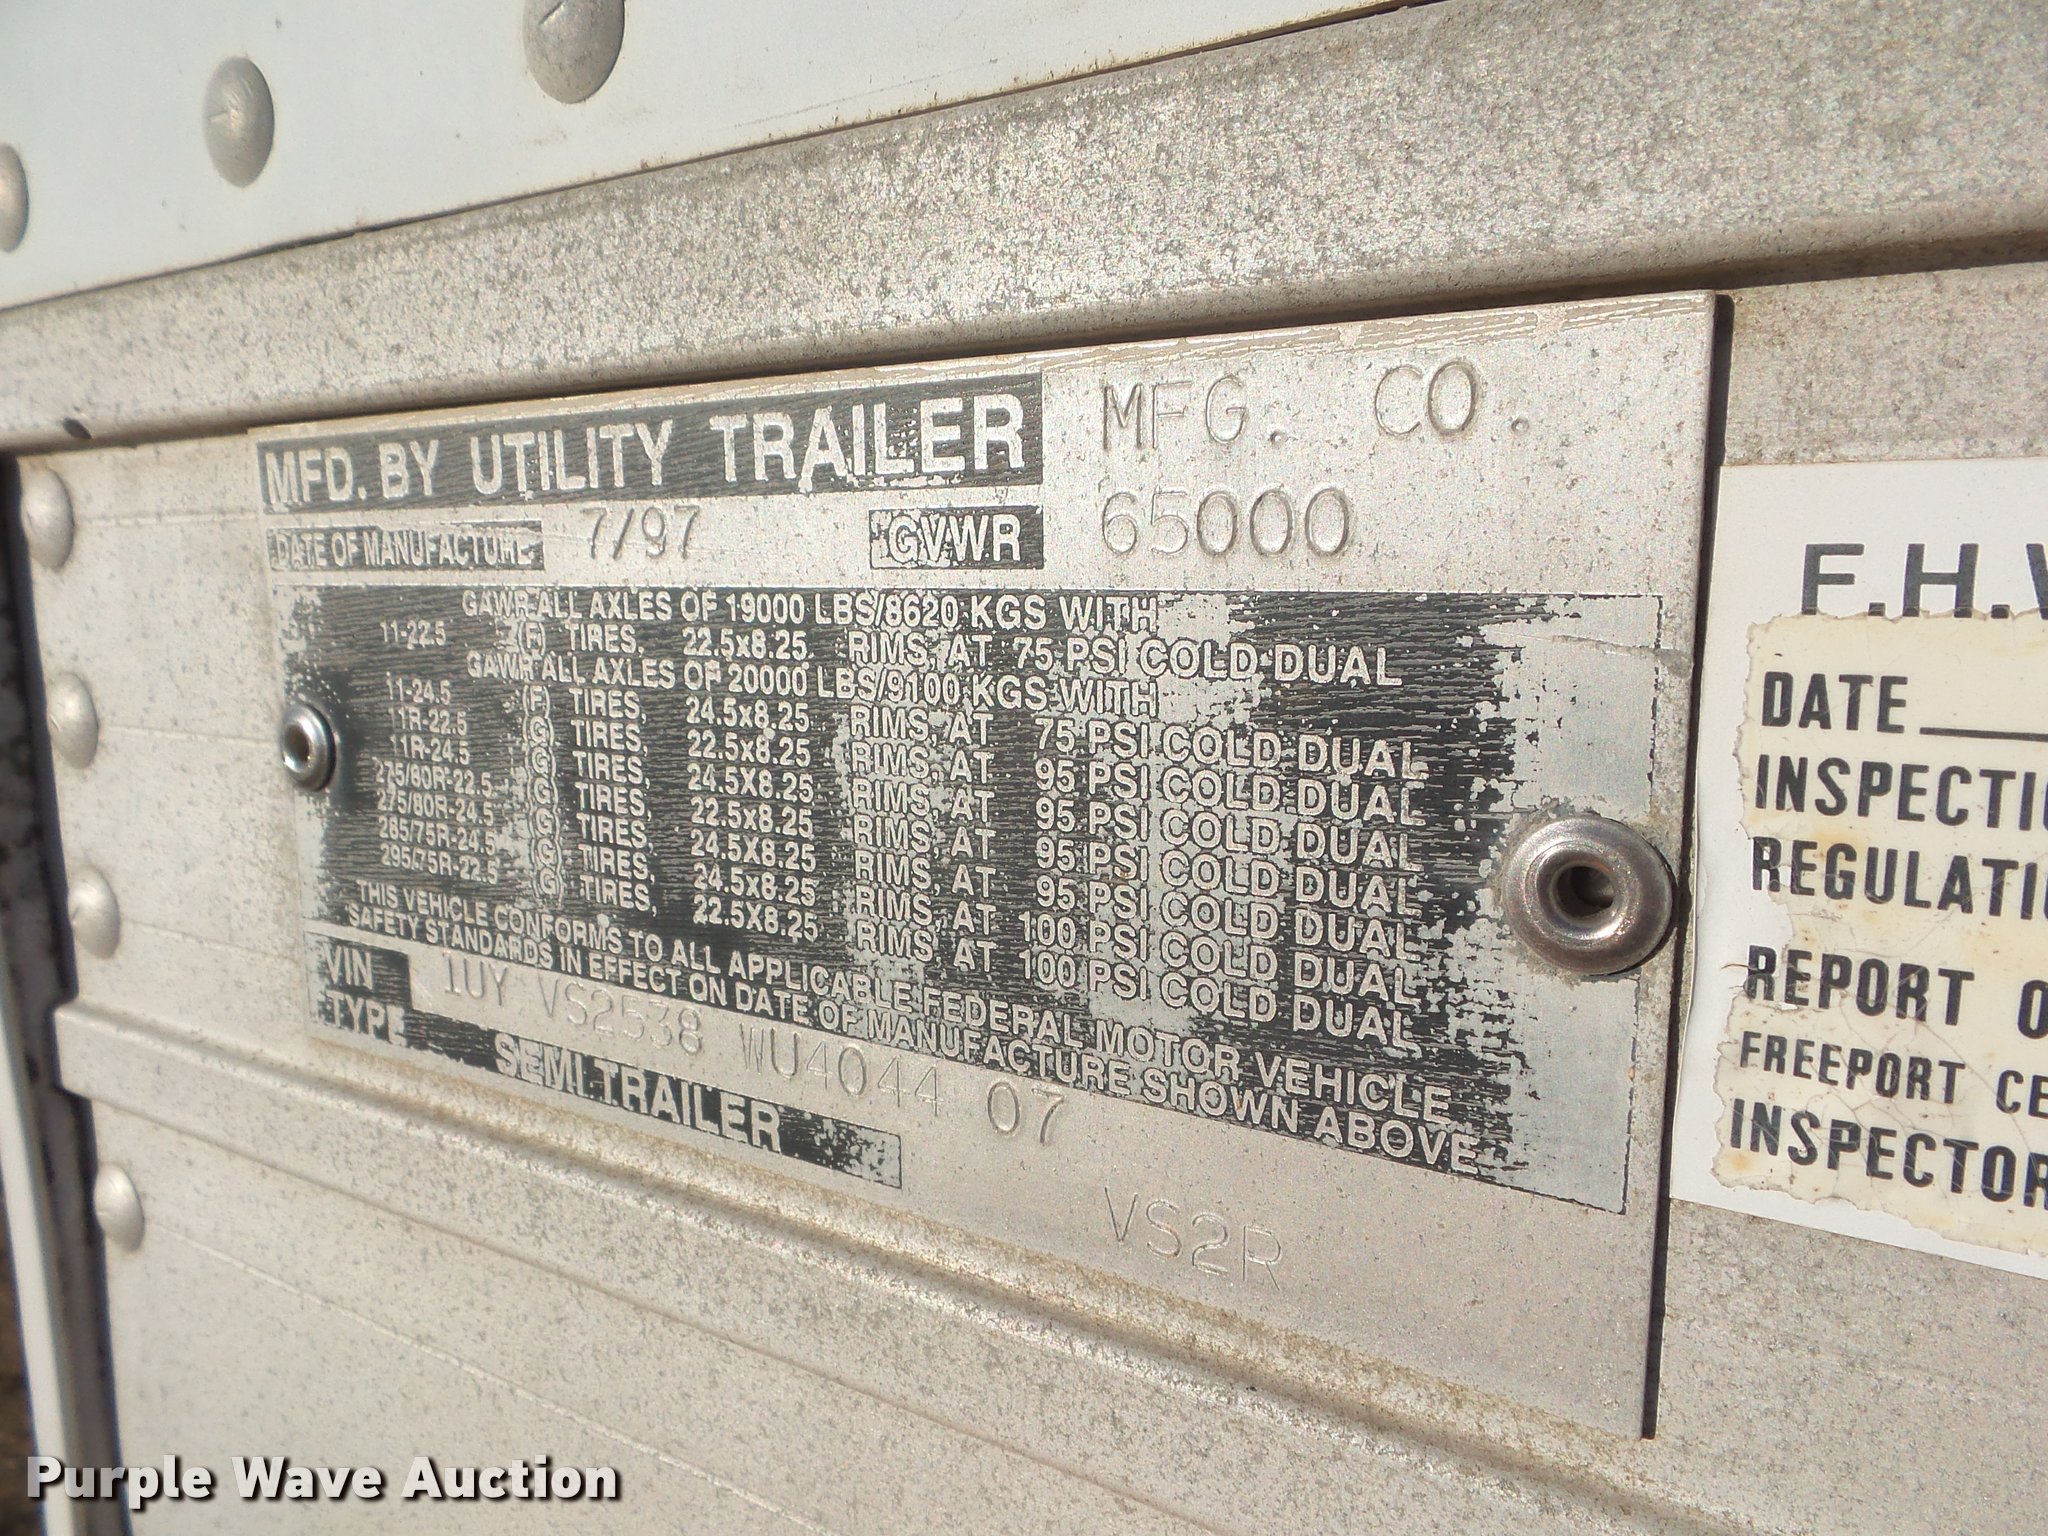 MFD. BY UTILITY TRAILER MFG. CO.
DATE OF MANUFACTURE 7/97 GVWR 65000
GAWR ALL AXLES OF 19000 LBS/8620 KGS WITH
11-22.5 (F) TIRES, 22.5x8.25 RIMS, AT 75 PSI COLD DUAL
GAWR ALL AXLES OF 20000 LBS/9100 KGS WITH
11-24.5 (F) TIRES, 24.5x8.25 RIMS, AT 75 PSI COLD DUAL
11R-22.5 (G) TIRES, 22.5x8.25 RIMS, AT 95 PSI COLD DUAL
11R-24.5 (G) TIRES, 24.5X8.25 RIMS, AT 95 PSI COLD DUAL
275/80R-22.5 (G) TIRES, 22.5x8.25 RIMS, AT 95 PSI COLD DUAL
275/80R-24.5 (G) TIRES, 24.5X8.25 RIMS, AT 95 PSI COLD DUAL
285/75R-24.5 (G) TIRES, 24.5x8.25 RIMS, AT 100 PSI COLD DUAL
295/75R-22.5 (G) TIRES, 22.5X8.25 RIMS, AT 100 PSI COLD DUAL
THIS VEHICLE CONFORMS TO ALL APPLICABLE FEDERAL MOTOR VEHICLE
SAFETY STANDARDS IN EFFECT ON DATE OF MANUFACTURE SHOWN ABOVE
VIN 1UY VS2538 WU4044 07
TYPE SEMI TRAILER VS2R
F.H.
DATE
INSPECTIO
REGULATIO
REPORT O
FREEPORT CE
INSPECTOR
Purple Wave Auction